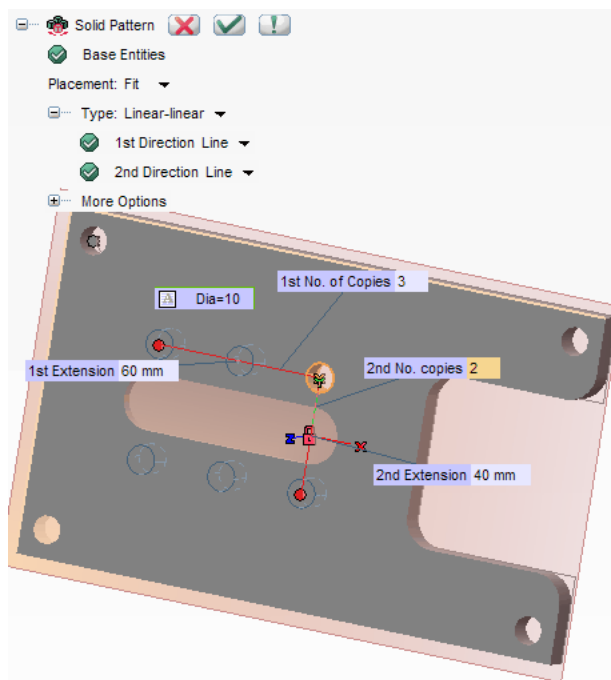 Solid Pattern
Base Entities
Placement: Fit
Type: Linear-linear
1st Direction Line
2nd Direction Line
More Options
1st No. of Copies 3
A Dia=10
1st Extension 60 mm
2nd No. copies 2
Y
Z X
2nd Extension 40 mm